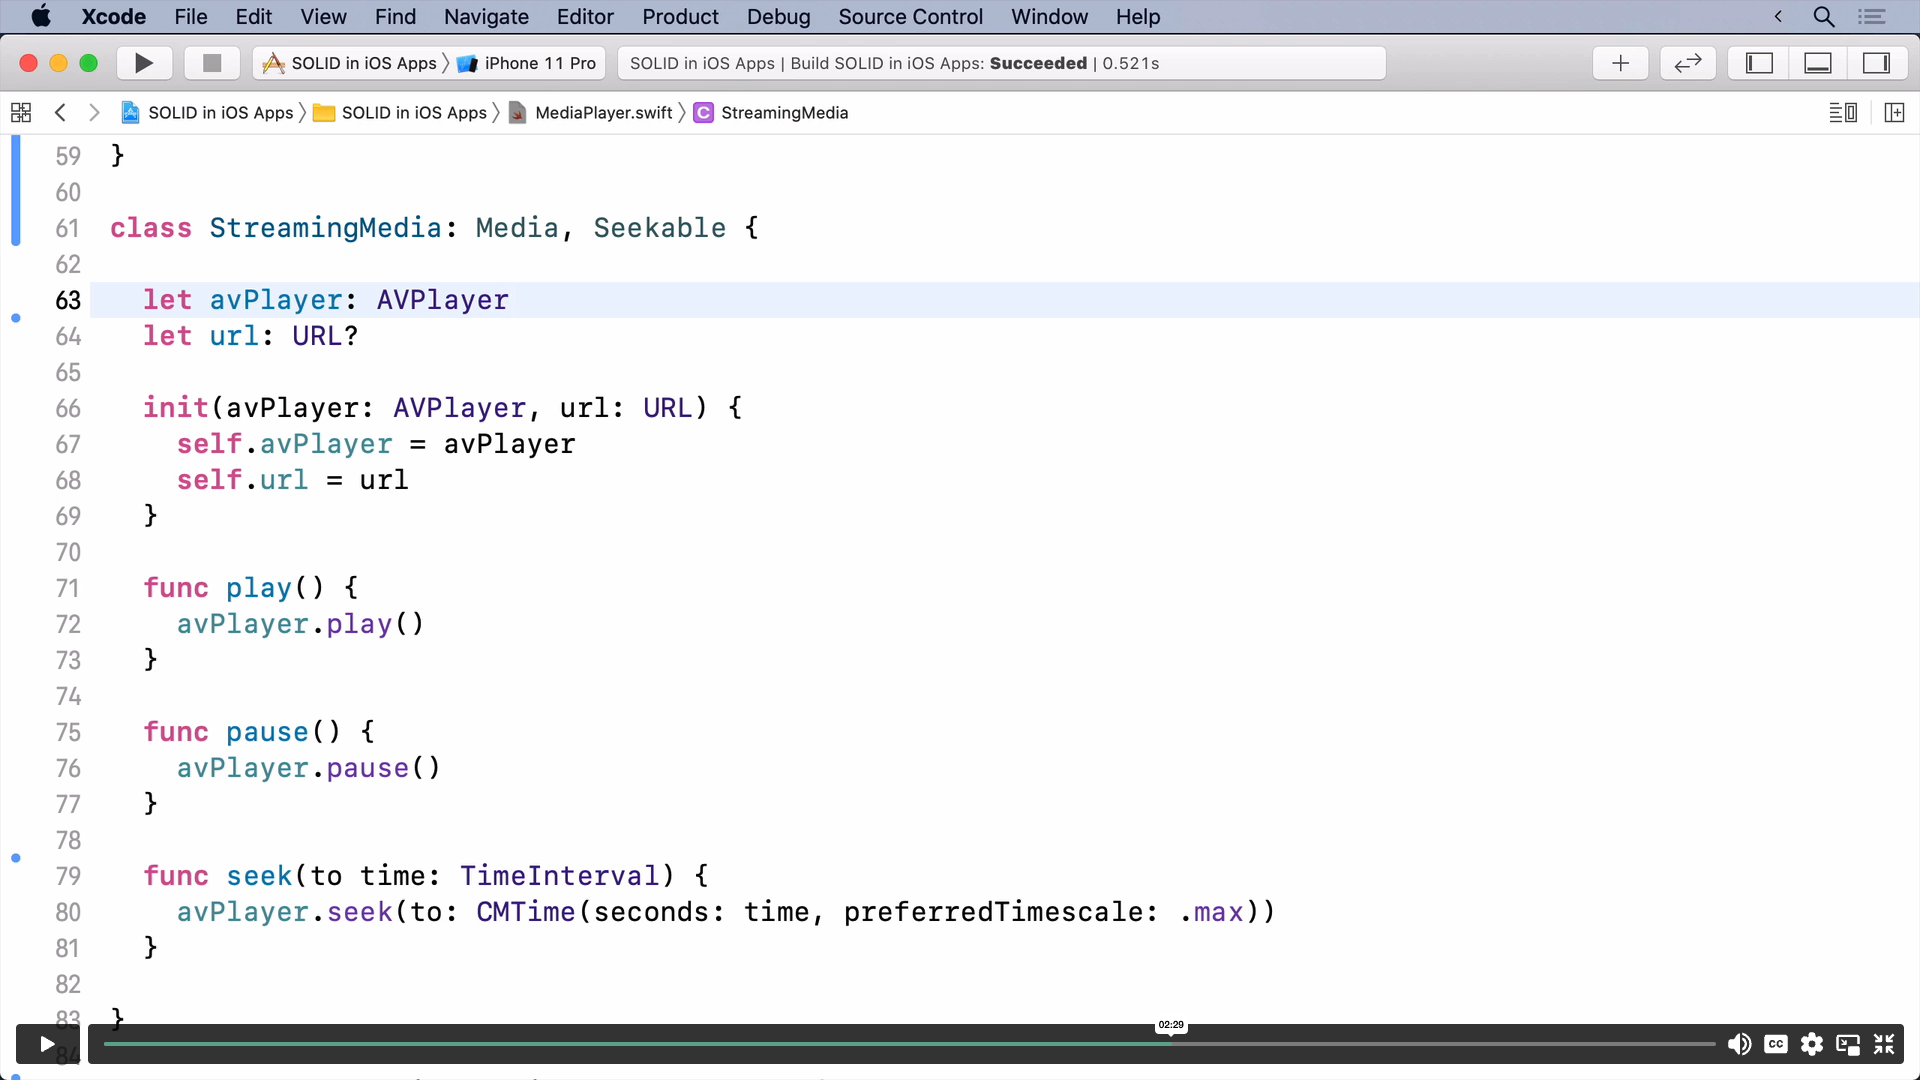 Xcode File Edit View Find Navigate Editor Product Debug Source Control Window Help
SOLID in iOS Apps 〉 iPhone 11 Pro SOLID in iOS Apps | Build SOLID in iOS Apps: Succeeded | 0.521s
SOLID in iOS Apps 〉 SOLID in iOS Apps 〉 MediaPlayer.swift 〉 C StreamingMedia
59 }
60
61 class StreamingMedia: Media, Seekable {
62
63 let avPlayer: AVPlayer
64 let url: URL?
65
66 init(avPlayer: AVPlayer, url: URL) {
67 self.avPlayer = avPlayer
68 self.url = url
69 }
70
71 func play() {
72 avPlayer.play()
73 }
74
75 func pause() {
76 avPlayer.pause()
77 }
78
79 func seek(to time: TimeInterval) {
80 avPlayer.seek(to: CMTime(seconds: time, preferredTimescale: .max))
81 }
82
83 }
02:29
84
CC